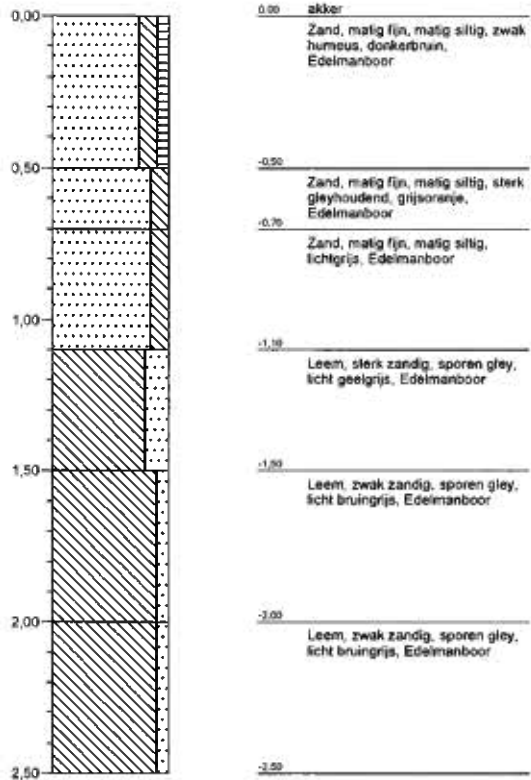 0,00
0.00 akker
Zand, matig fijn, matig siltig, zwak
humeus, donkerbruin,
Edelmanboor
0,50
-0.50
Zand, matig fijn, matig siltig, sterk
gleyhoudend, grijsoranje,
Edelmanboor
-0.70
Zand, matig fijn, matig siltig,
lichtgrijs, Edelmanboor
1,00
-1.10
Leem, sterk zandig, sporen gley,
licht geelgrijs, Edelmanboor
1,50
-1.50
Leem, zwak zandig, sporen gley,
licht bruingrijs, Edelmanboor
2,00
-2.00
Leem, zwak zandig, sporen gley,
licht bruingrijs, Edelmanboor
2,50
-2.50